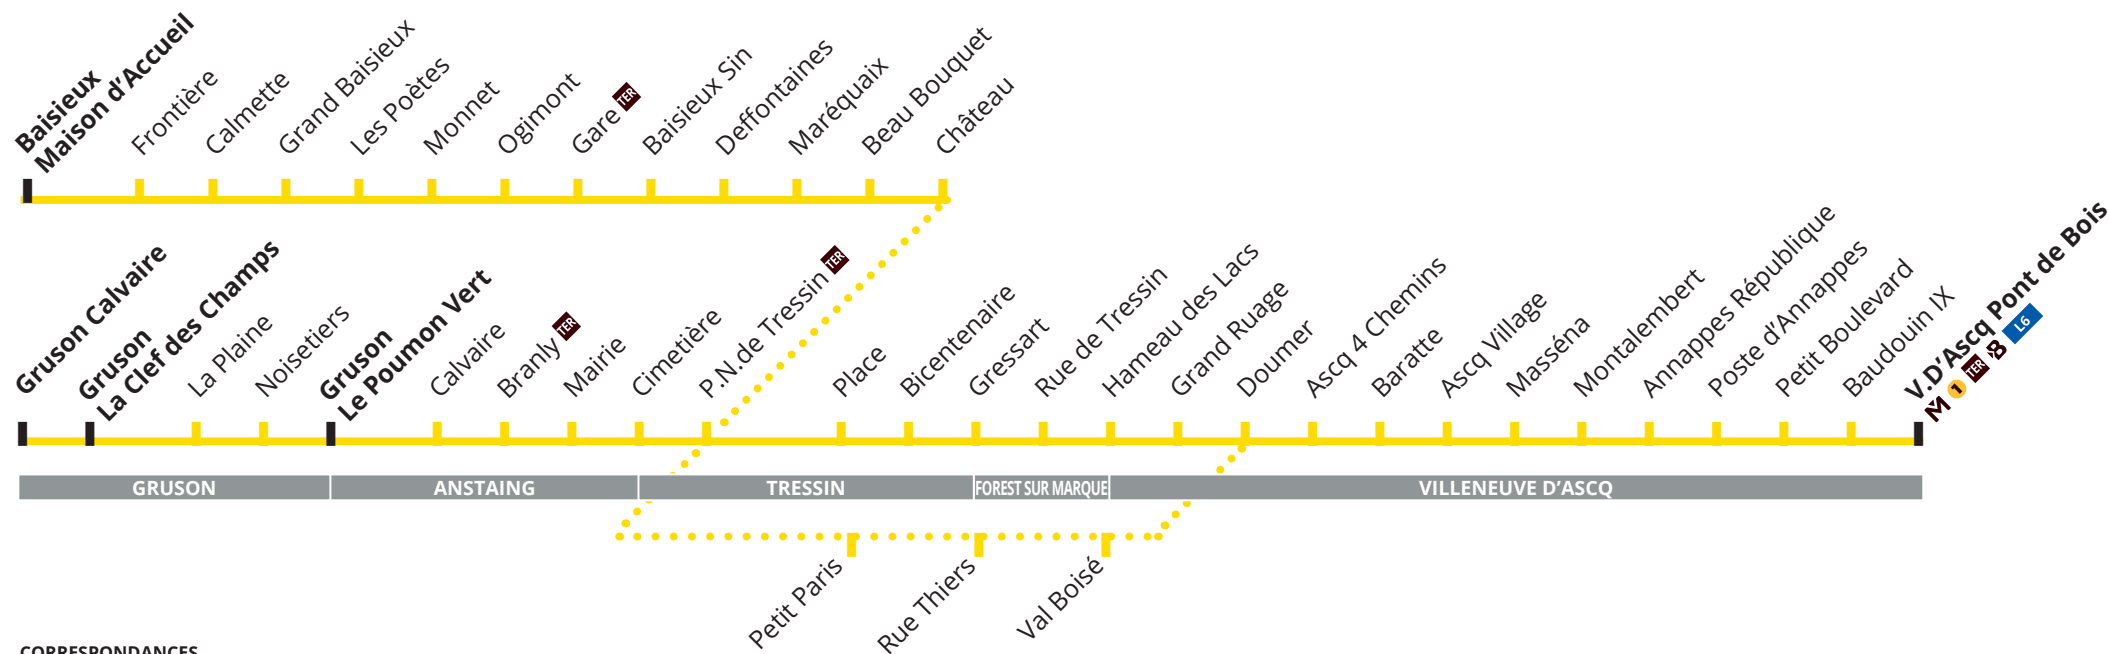 Baisieux
Maison d'Accueil
Frontière
Calmette
Grand Baisieux
Les Poètes
Monnet
Ogimont
Gare TER
Baisieux Sin
Deffontaines
Maréquaix
Beau Bouquet
Château
Gruson Calvaire
Gruson
La Clef des Champs
La Plaine
Noisetiers
Gruson
Le Poumon Vert
Calvaire
Branly TER
Mairie
Cimetière
P.N.de Tressin TER
Place
Bicentenaire
Gressart
Rue de Tressin
Hameau des Lacs
Grand Ruage
Doumer
Ascq 4 Chemins
Baratte
Ascq Village
Masséna
Montalembert
Annappes République
Poste d'Annappes
Petit Boulevard
Baudouin IX
V.D'Ascq Pont de Bois
M 1 TER L6
GRUSON
ANSTAING
TRESSIN
FOREST SUR MARQUE
VILLENEUVE D'ASCQ
Petit Paris
Rue Thiers
Val Boisé
CORRESPONDANCES